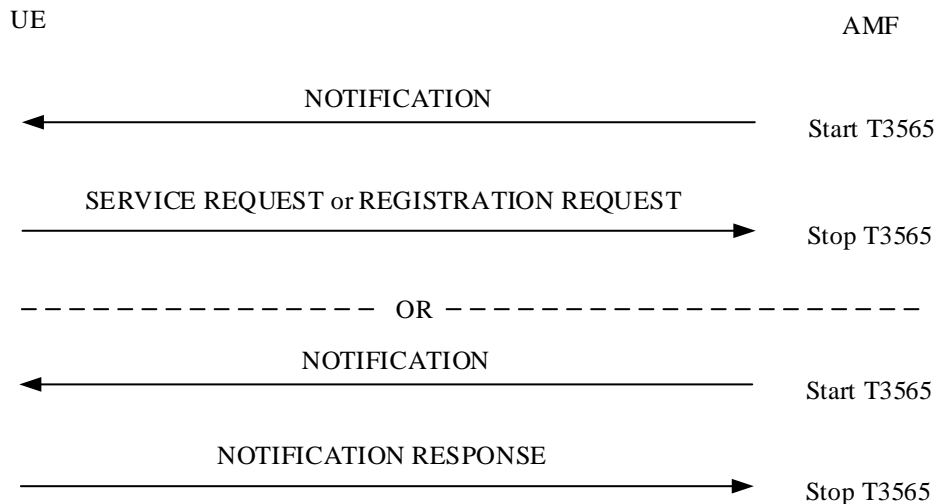 UE
AMF
NOTIFICATION
Start T3565
SERVICE REQUEST or REGISTRATION REQUEST
Stop T3565
OR
NOTIFICATION
Start T3565
NOTIFICATION RESPONSE
Stop T3565